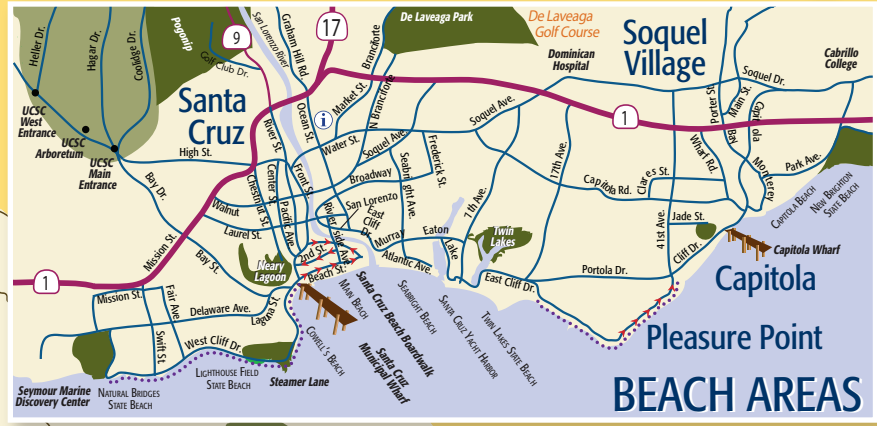 De Laveaga Park
De Laveaga
Golf Course
Dominican
Hospital
Soquel
Village
Cabrillo
College
Heller Dr.
Hagar Dr.
Coolidge Dr.
Pogonip
9
Golf Club Dr.
San Lorenzo River
Graham Hill Rd.
17
Branciforte
Market St.
N Branciforte
Soquel Dr.
Porter St.
Main St.
Bay
Capitola
UCSC
West
Entrance
UCSC
Arboretum
UCSC
Main
Entrance
Santa
Cruz
River St.
Ocean St.
i
Water St.
Soquel Ave.
Soquel Ave.
1
High St.
Bay Dr.
Chestnut St.
Center St.
Pacific Ave.
Front St.
Broadway
Seabright Ave.
Frederick St.
7th Ave.
17th Ave.
Capitola Rd.
Clares St.
Wharf Rd.
Monterey
Park Ave.
Walnut
Laurel St.
San Lorenzo
East
Cliff
Dr.
Riverside Ave.
Murray
Eaton
Lake
Twin
Lakes
41st Ave.
Jade St.
Cliff Dr.
Capitola Beach
New Brighton
State Beach
Capitola Wharf
Mission St.
Bay St.
Neary
Lagoon
2nd St.
Beach St.
Atlantic Ave.
East Cliff Dr.
Portola Dr.
Capitola
1
Mission St.
Fair Ave.
Delaware Ave.
Laguna St.
Swift St.
West Cliff Dr.
Main Beach
Santa Cruz Beach Boardwalk
Seabright Beach
Santa Cruz Yacht Harbor
Twin Lakes State Beach
Cowell's Beach
Santa Cruz
Municipal Wharf
Pleasure Point
Lighthouse Field
State Beach
Steamer Lane
Seymour Marine
Discovery Center
Natural Bridges
State Beach
BEACH AREAS